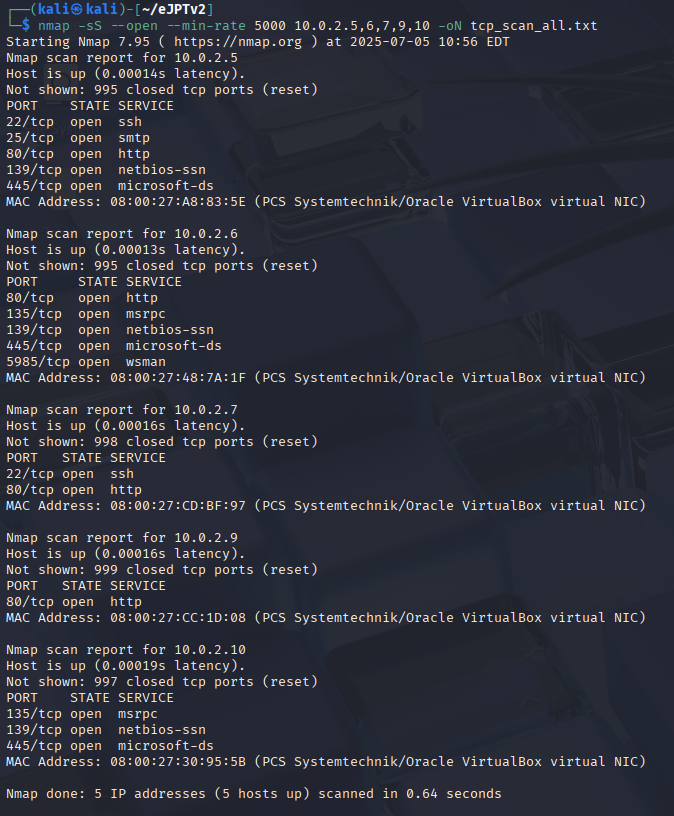 ┌──(kali㉿kali)-[~/eJPTv2]
└─$ nmap -sS --open --min-rate 5000 10.0.2.5,6,7,9,10 -oN tcp_scan_all.txt
Starting Nmap 7.95 ( https://nmap.org ) at 2025-07-05 10:56 EDT
Nmap scan report for 10.0.2.5
Host is up (0.00014s latency).
Not shown: 995 closed tcp ports (reset)
PORT    STATE SERVICE
22/tcp  open  ssh
25/tcp  open  smtp
80/tcp  open  http
139/tcp open  netbios-ssn
445/tcp open  microsoft-ds
MAC Address: 08:00:27:A8:83:5E (PCS Systemtechnik/Oracle VirtualBox virtual NIC)

Nmap scan report for 10.0.2.6
Host is up (0.00013s latency).
Not shown: 995 closed tcp ports (reset)
PORT     STATE SERVICE
80/tcp   open  http
135/tcp  open  msrpc
139/tcp  open  netbios-ssn
445/tcp  open  microsoft-ds
5985/tcp open  wsman
MAC Address: 08:00:27:48:7A:1F (PCS Systemtechnik/Oracle VirtualBox virtual NIC)

Nmap scan report for 10.0.2.7
Host is up (0.00016s latency).
Not shown: 998 closed tcp ports (reset)
PORT   STATE SERVICE
22/tcp open  ssh
80/tcp open  http
MAC Address: 08:00:27:CD:BF:97 (PCS Systemtechnik/Oracle VirtualBox virtual NIC)

Nmap scan report for 10.0.2.9
Host is up (0.00016s latency).
Not shown: 999 closed tcp ports (reset)
PORT   STATE SERVICE
80/tcp open  http
MAC Address: 08:00:27:CC:1D:08 (PCS Systemtechnik/Oracle VirtualBox virtual NIC)

Nmap scan report for 10.0.2.10
Host is up (0.00019s latency).
Not shown: 997 closed tcp ports (reset)
PORT    STATE SERVICE
135/tcp open  msrpc
139/tcp open  netbios-ssn
445/tcp open  microsoft-ds
MAC Address: 08:00:27:30:95:5B (PCS Systemtechnik/Oracle VirtualBox virtual NIC)

Nmap done: 5 IP addresses (5 hosts up) scanned in 0.64 seconds